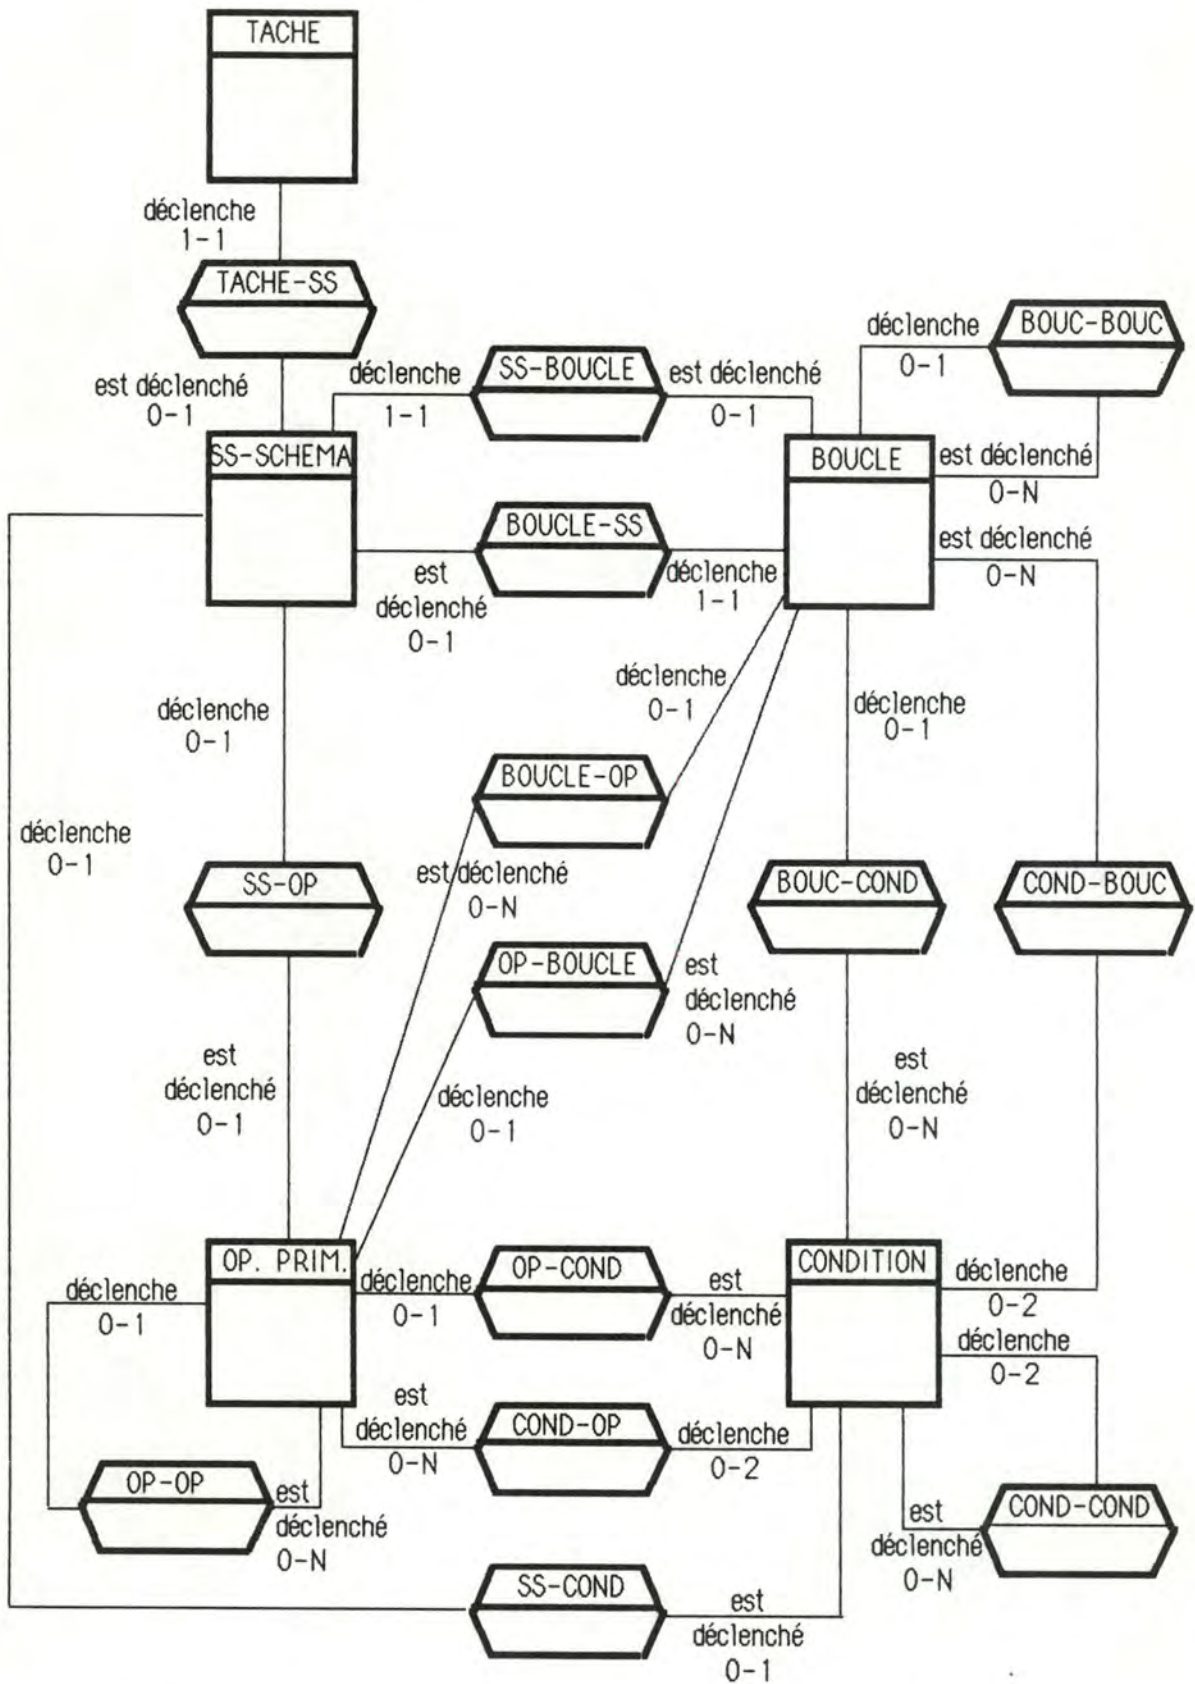 TACHE
déclenche
1-1
TACHE-SS
est déclenché
0-1
SS-SCHEMA
déclenche
1-1
SS-BOUCLE
est déclenché
0-1
BOUCLE
déclenche
0-1
BOUC-BOUC
est déclenché
0-N
est déclenché
0-N
est
déclenché
0-1
BOUCLE-SS
déclenche
1-1
déclenche
0-1
déclenche
0-1
déclenche
0-1
déclenche
0-1
BOUCLE-OP
est déclenché
0-N
SS-OP
BOUC-COND
COND-BOUC
OP-BOUCLE
est
déclenché
0-N
est
déclenché
0-1
déclenche
0-1
est
déclenché
0-N
OP. PRIM.
déclenche
0-1
déclenche
0-1
OP-COND
est
déclenché
0-N
CONDITION
déclenche
0-2
déclenche
0-2
est
déclenché
0-N
COND-OP
déclenche
0-2
OP-OP
est
déclenché
0-N
est
déclenché
0-N
COND-COND
SS-COND
est
déclenché
0-1